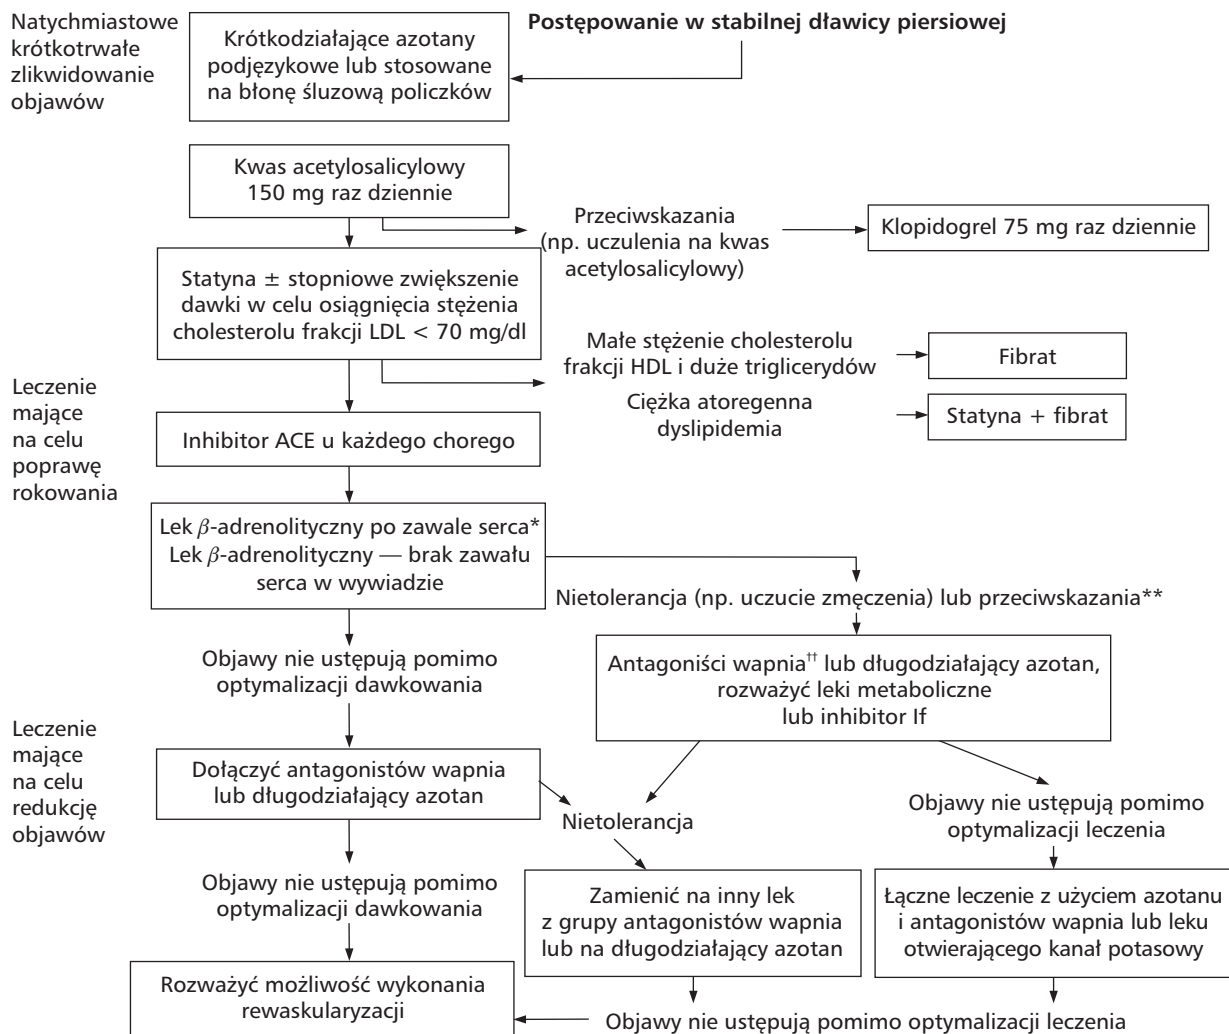 Postępowanie w stabilnej dławicy piersiowej
Natychmiastowe
krótkotrwałe
zlikwidowanie
objawów
Krótkodziałające azotany
podjęzykowe lub stosowane
na błonę śluzową policzków
Kwas acetylosalicylowy
150 mg raz dziennie
Przeciwskazania
(np. uczulenia na kwas
acetylosalicylowy)
Klopidogrel 75 mg raz dziennie
Statyna ± stopniowe zwiększenie
dawki w celu osiągnięcia stężenia
cholesterolu frakcji LDL < 70 mg/dl
Małe stężenie cholesterolu
frakcji HDL i duże triglicerydów
Fibrat
Ciężka atoregenna
dyslipidemia
Statyna + fibrat
Leczenie
mające
na celu
poprawę
rokowania
Inhibitor ACE u każdego chorego
Lek β-adrenolityczny po zawale serca*
Lek β-adrenolityczny — brak zawału
serca w wywiadzie
Nietolerancja (np. uczucie zmęczenia) lub przeciwskazania**
Objawy nie ustępują pomimo
optymalizacji dawkowania
Antagoniści wapnia†† lub długodziałający azotan,
rozważyć leki metaboliczne
lub inhibitor If
Leczenie
mające
na celu
redukcję
objawów
Dołączyć antagonistów wapnia
lub długodziałający azotan
Nietolerancja
Objawy nie ustępują pomimo
optymalizacji leczenia
Objawy nie ustępują pomimo
optymalizacji dawkowania
Zamienić na inny lek
z grupy antagonistów wapnia
lub na długodziałający azotan
Łączne leczenie z użyciem azotanu
i antagonistów wapnia lub leku
otwierającego kanał potasowy
Rozważyć możliwość wykonania
rewaskularyzacji
Objawy nie ustępują pomimo optymalizacji leczenia